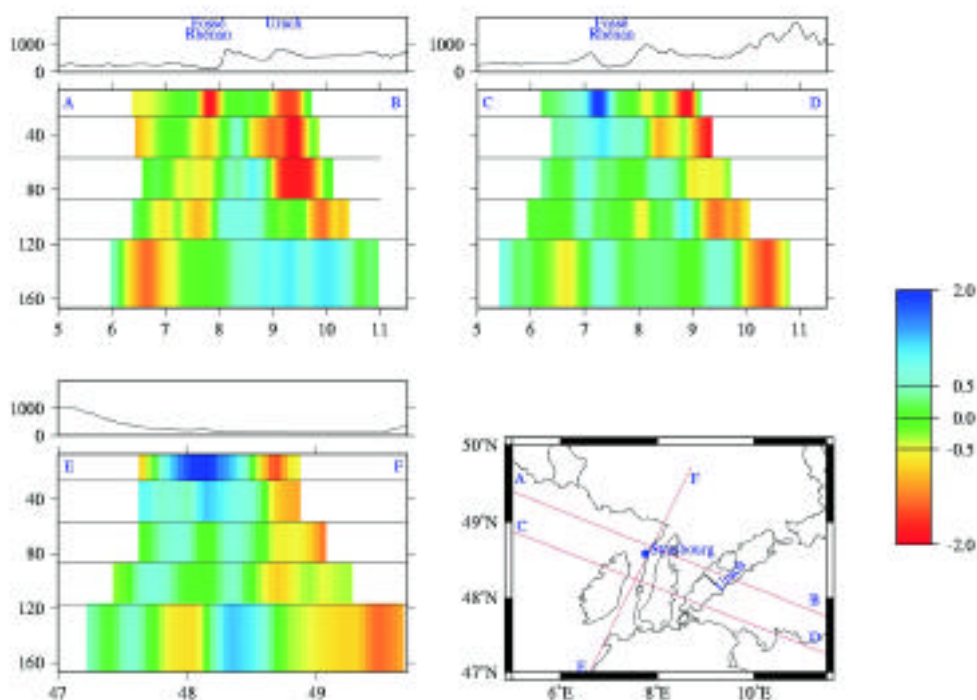 Fossé Urach
Rhénan
1000
0
A B
40
80
120
160
5 6 7 8 9 10 11
Fossé
Rhénan
1000
0
C D
40
80
120
160
5 6 7 8 9 10 11
2.0
0.5
0.0
-0.5
-2.0
1000
0
E F
40
80
120
160
47 48 49
50°N
49°N
48°N
47°N
A
F
C
Strasbourg
Urach
B
D
E
6°E 8°E 10°E